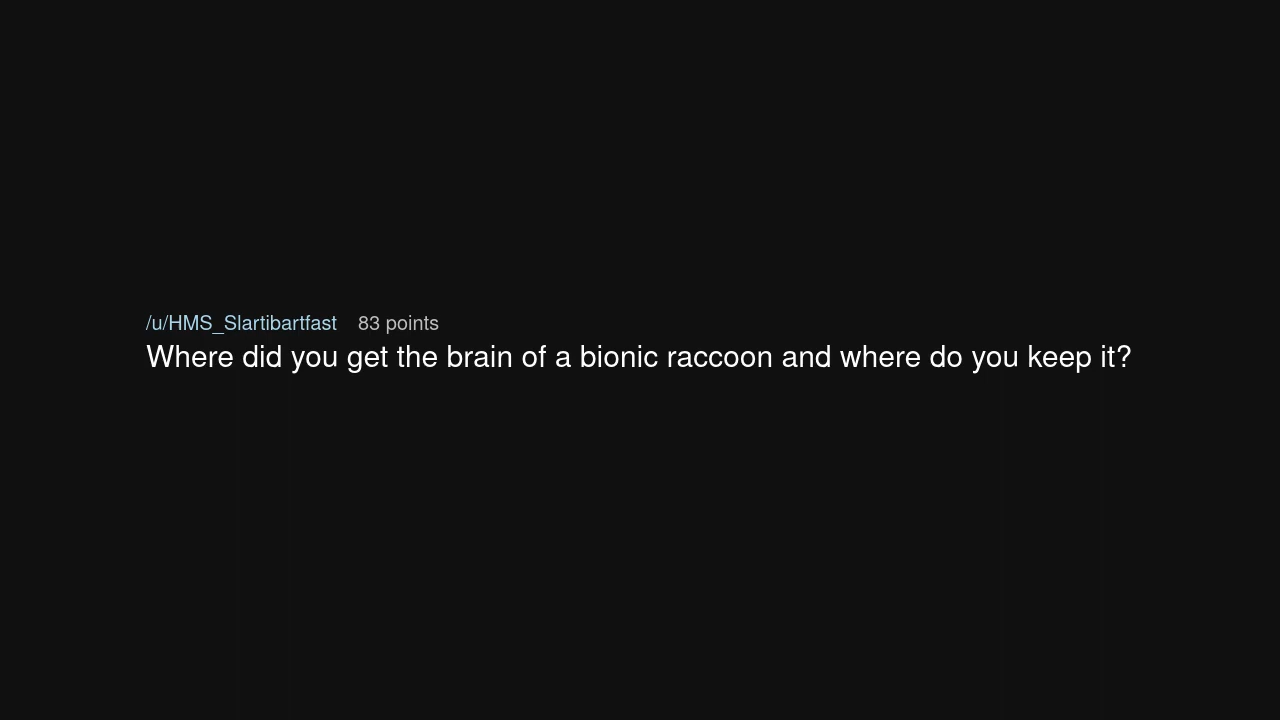 /u/HMS_Slartibartfast 83 points
Where did you get the brain of a bionic raccoon and where do you keep it?